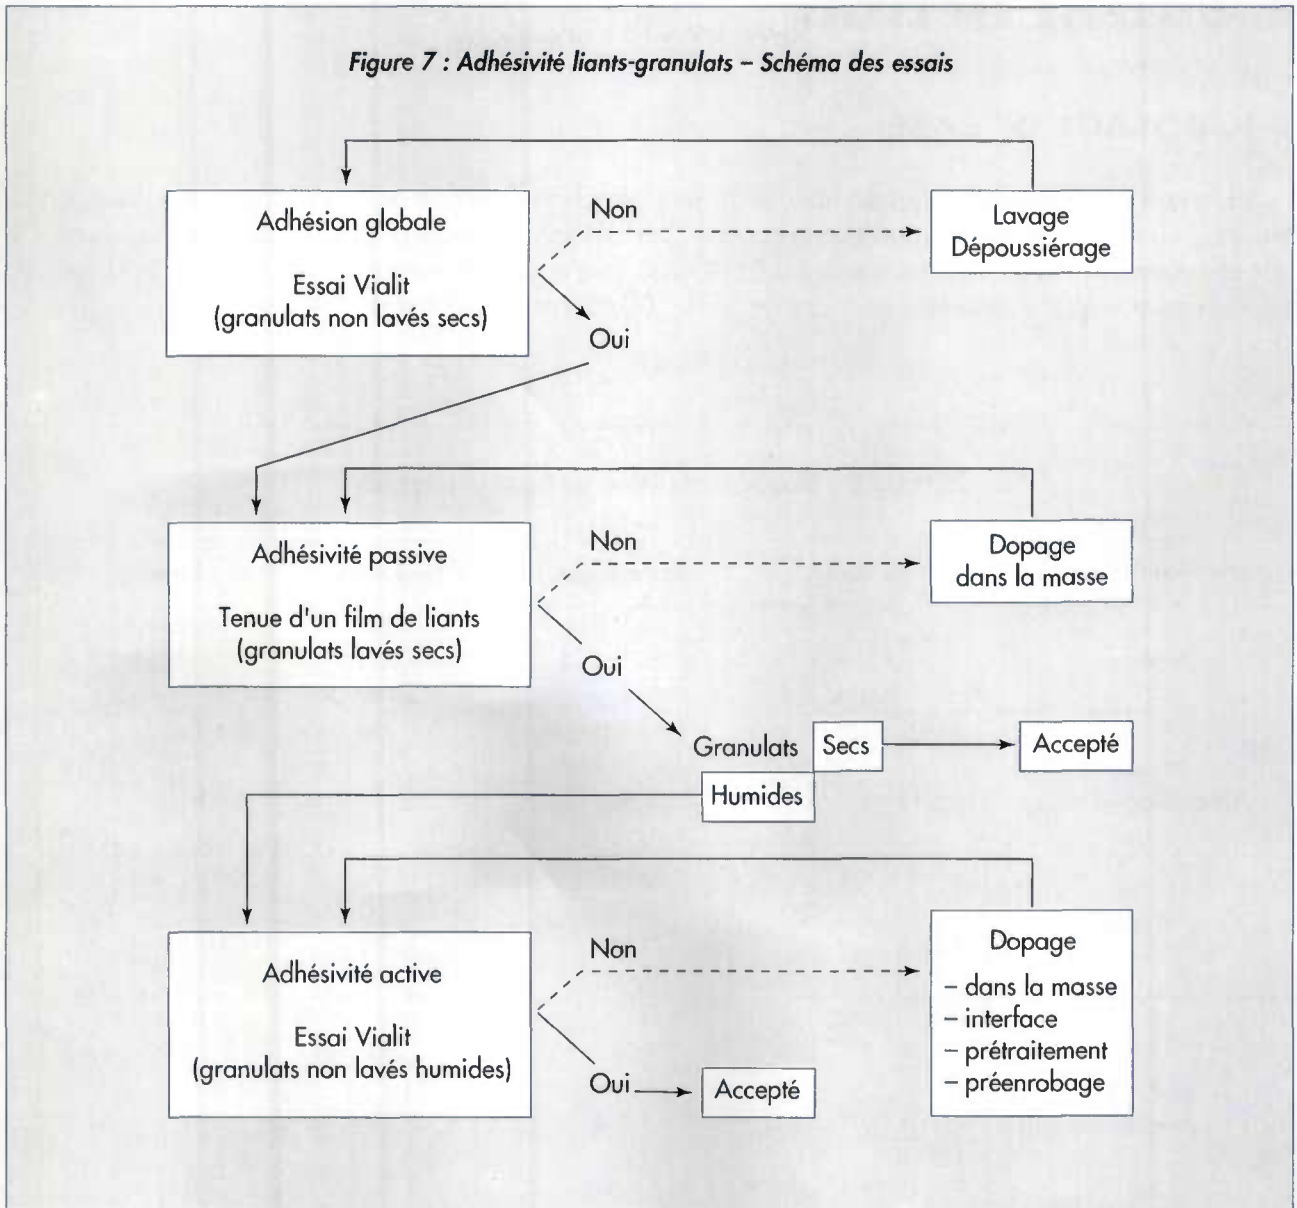 Figure 7 : Adhésivité liants-granulats – Schéma des essais
Adhésion globale
Essai Vialit
(granulats non lavés secs)
Non
Oui
Lavage
Dépoussiérage
Adhésivité passive
Tenue d'un film de liants
(granulats lavés secs)
Non
Oui
Dopage
dans la masse
Granulats Secs
Accepté
Humides
Adhésivité active
Essai Vialit
(granulats non lavés humides)
Non
Oui
Accepté
Dopage
– dans la masse
– interface
– prétraitement
– préenrobage